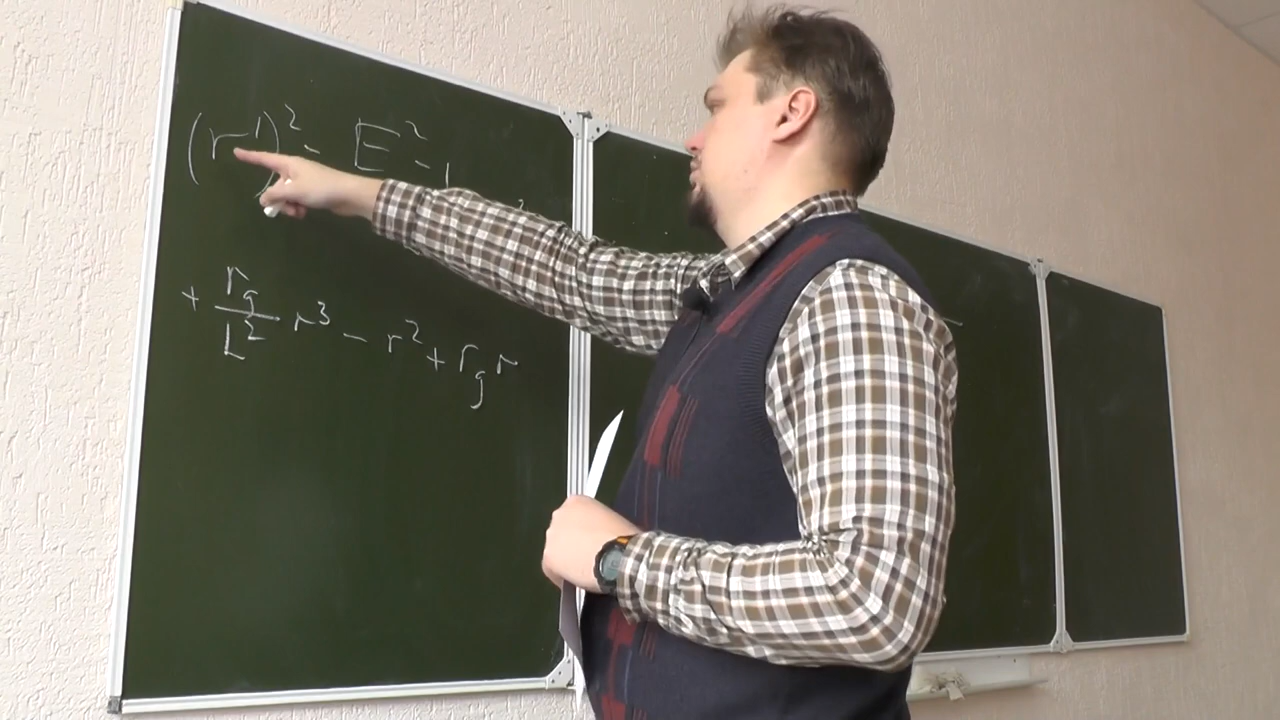 (r')² = E² - 1
+ r_g/L² r³ - r² + r_g r